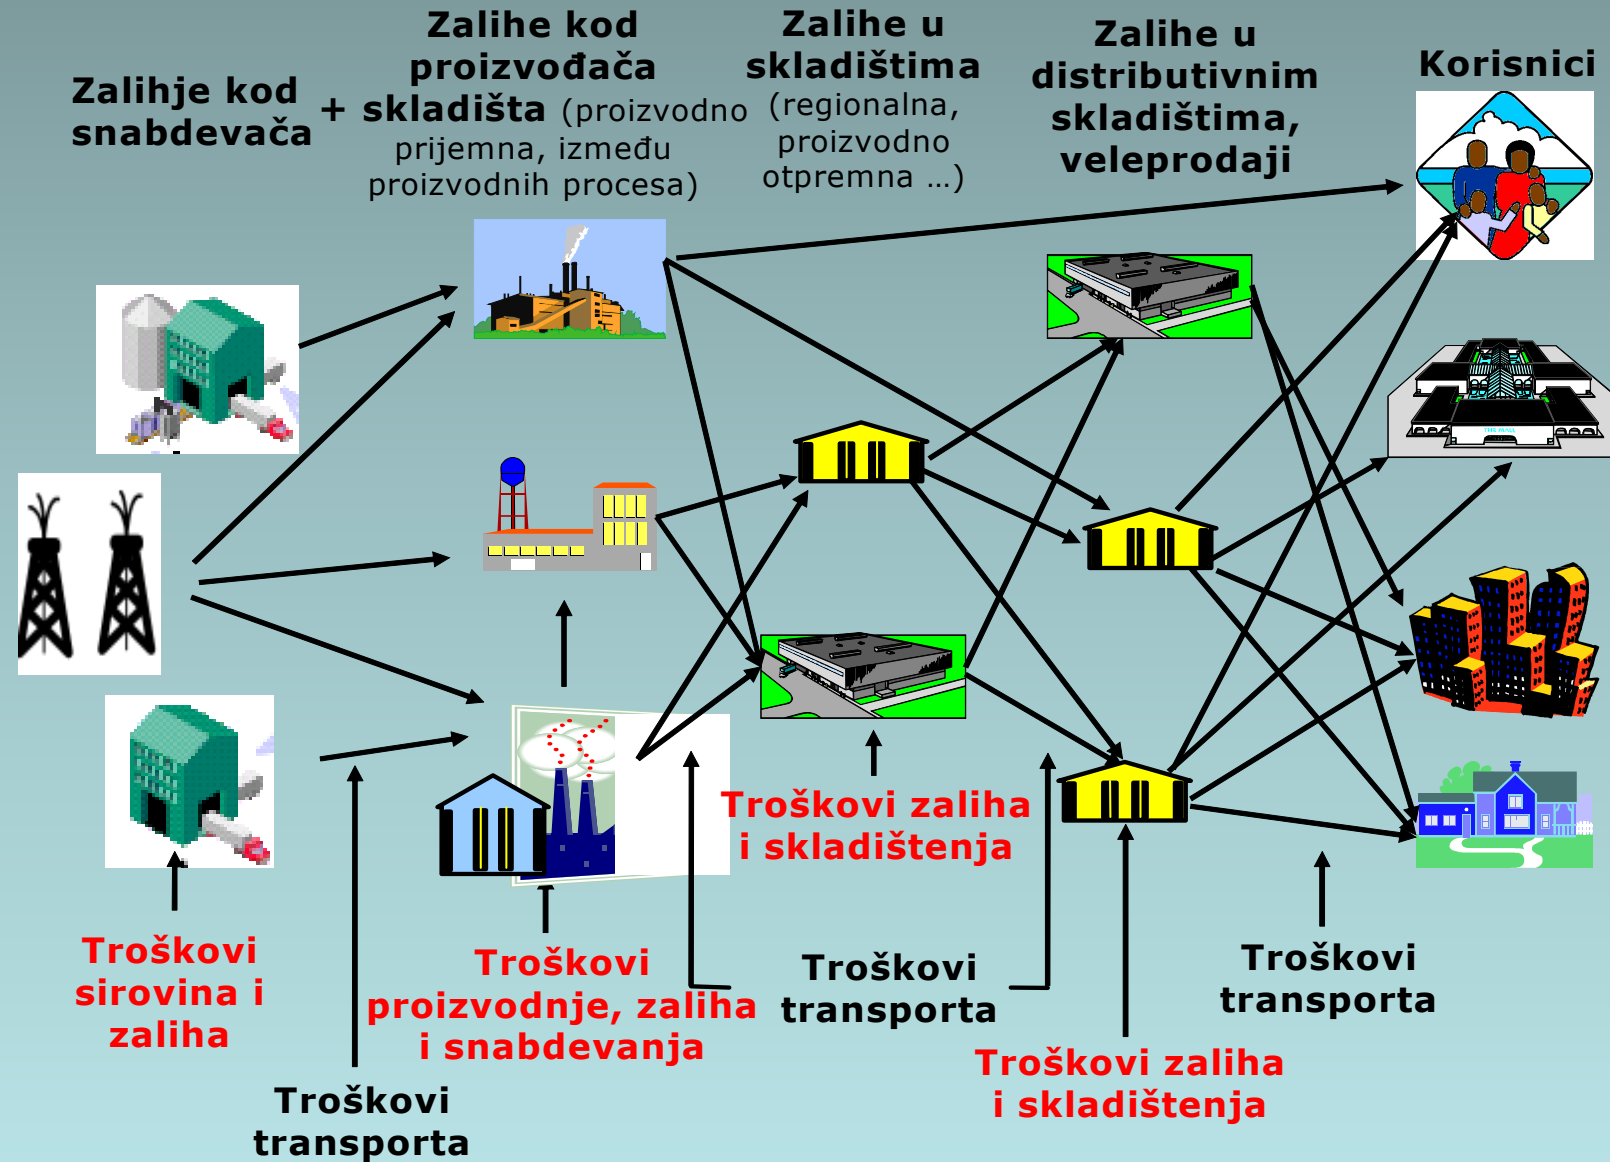 Zalihje kod
snabdevača
Zalihe kod
proizvođača
+ skladišta (proizvodno
prijemna, između
proizvodnih procesa)
Zalihe u
skladištima
(regionalna,
proizvodno
otpremna ...)
Zalihe u
distributivnim
skladištima,
veleprodaji
Korisnici
THE MALL
Troškovi zaliha
i skladištenja
Troškovi
sirovina i
zaliha
Troškovi
proizvodnje, zaliha
i snabdevanja
Troškovi
transporta
Troškovi
transporta
Troškovi zaliha
i skladištenja
Troškovi
transporta